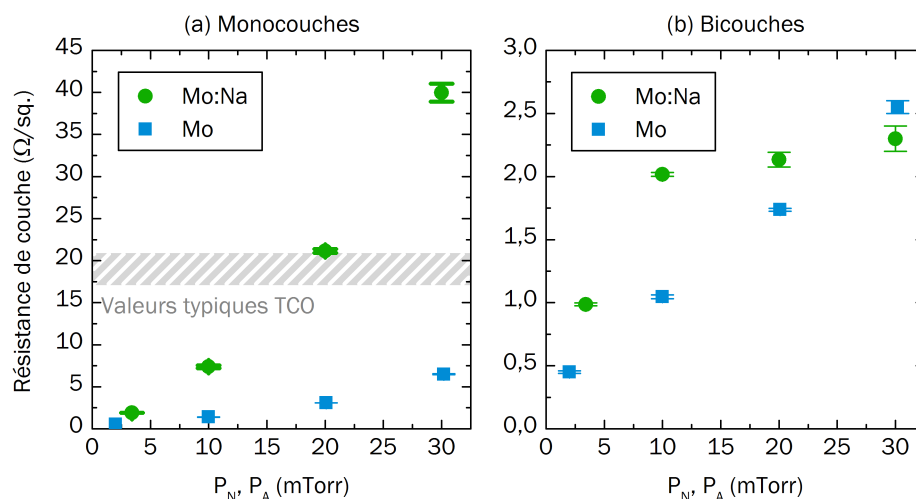 (a) Monocouches
(b) Bicouches
Résistance de couche (Ω/sq.)
45
40
35
30
25
20
15
10
5
0
Mo:Na
Mo
Valeurs typiques TCO
0 5 10 15 20 25 30
P_N, P_A (mTorr)
3,0
2,5
2,0
1,5
1,0
0,5
0,0
Mo:Na
Mo
0 5 10 15 20 25 30
P_N, P_A (mTorr)